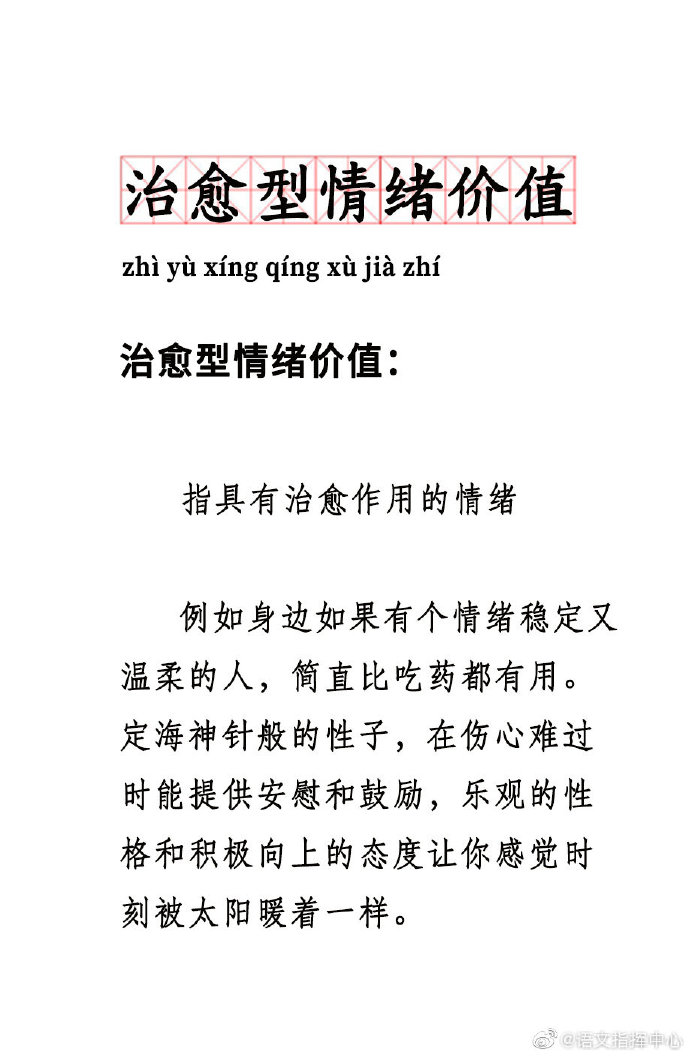 治愈型情绪价值
zhì yù xíng qíng xù jià zhí
治愈型情绪价值：
指具有治愈作用的情绪
例如身边如果有个情绪稳定又
温柔的人，简直比吃药都有用。
定海神针般的性子，在伤心难过
时能提供安慰和鼓励，乐观的性
格和积极向上的态度让你感觉时
刻被太阳暖着一样。
@语文指挥中心